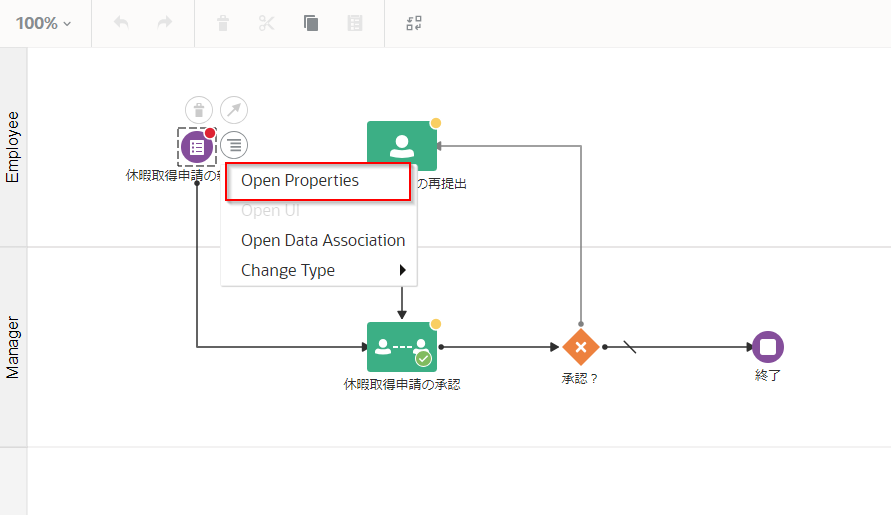 100%
Employee
休暇取得申請の
の再提出
Open Properties
Open UI
Open Data Association
Change Type
Manager
休暇取得申請の承認
承認？
終了